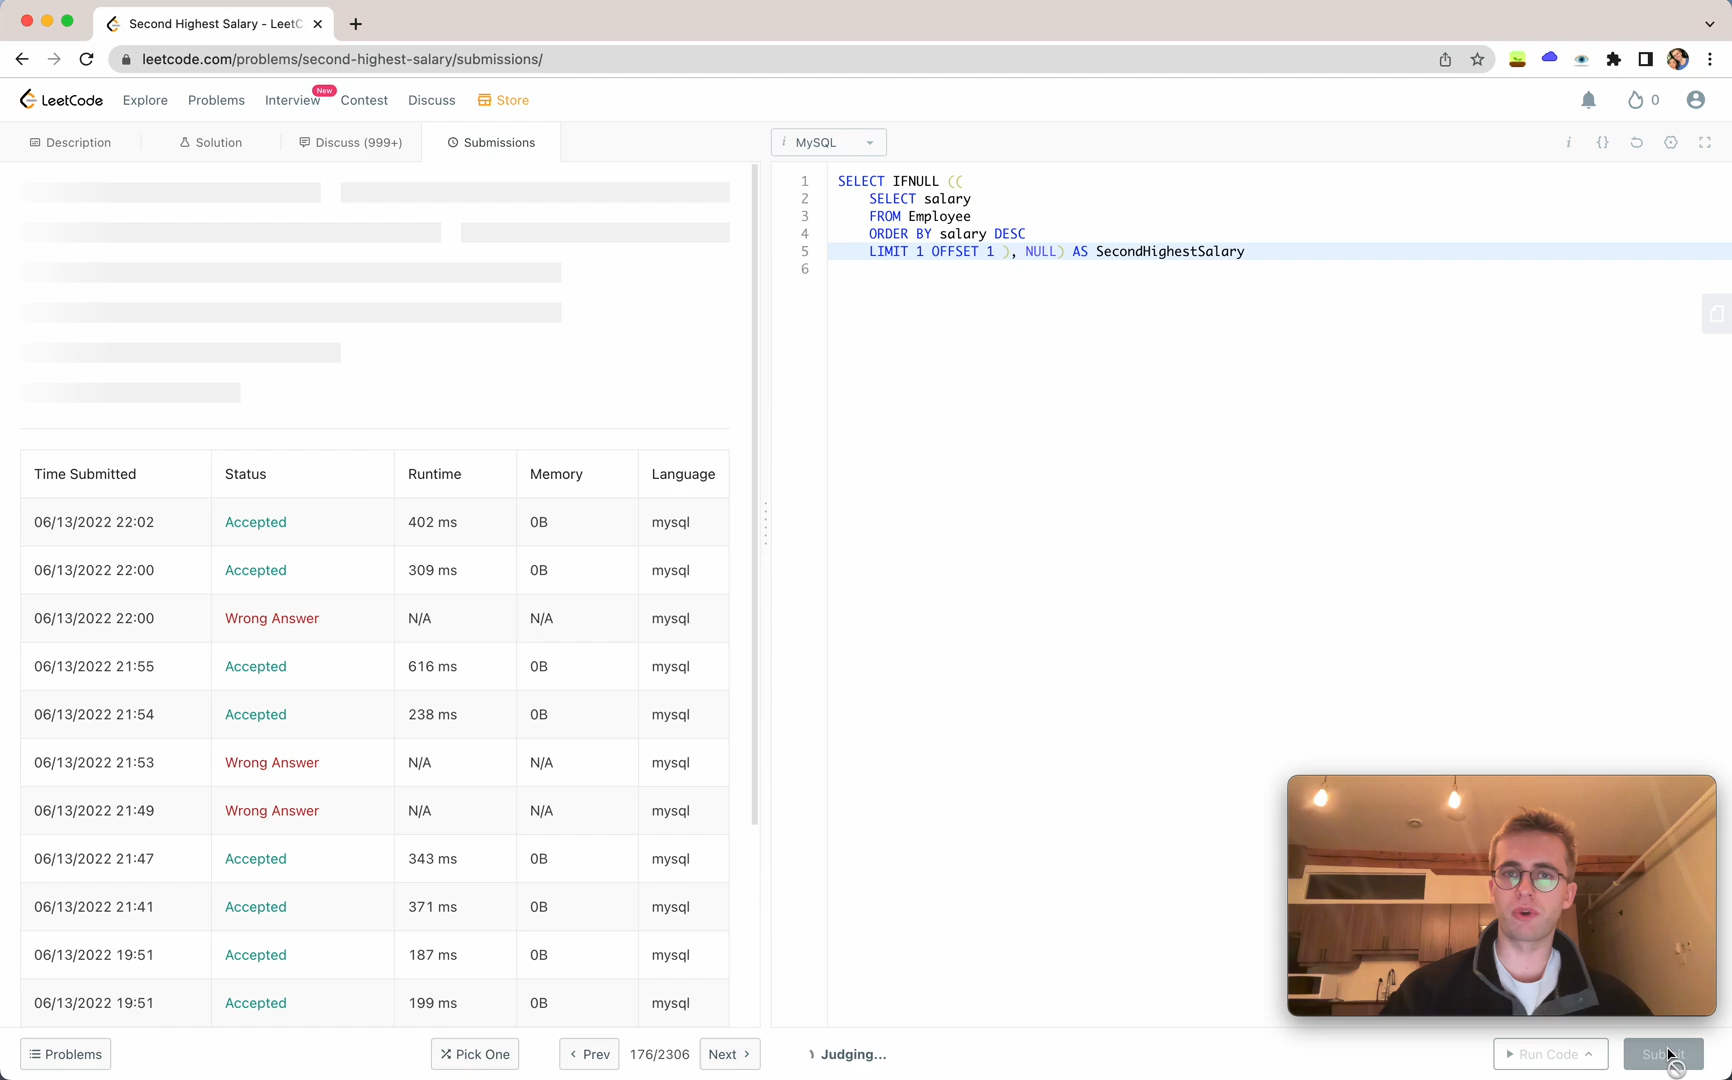 Second Highest Salary - LeetC
leetcode.com/problems/second-highest-salary/submissions/
LeetCode Explore Problems Interview New Contest Discuss Store 0
Description Solution Discuss (999+) Submissions
i MySQL i {}
1 SELECT IFNULL ((
2 SELECT salary
3 FROM Employee
4 ORDER BY salary DESC
5 LIMIT 1 OFFSET 1 ), NULL) AS SecondHighestSalary
6
Time Submitted Status Runtime Memory Language
06/13/2022 22:02 Accepted 402 ms 0B mysql
06/13/2022 22:00 Accepted 309 ms 0B mysql
06/13/2022 22:00 Wrong Answer N/A N/A mysql
06/13/2022 21:55 Accepted 616 ms 0B mysql
06/13/2022 21:54 Accepted 238 ms 0B mysql
06/13/2022 21:53 Wrong Answer N/A N/A mysql
06/13/2022 21:49 Wrong Answer N/A N/A mysql
06/13/2022 21:47 Accepted 343 ms 0B mysql
06/13/2022 21:41 Accepted 371 ms 0B mysql
06/13/2022 19:51 Accepted 187 ms 0B mysql
06/13/2022 19:51 Accepted 199 ms 0B mysql
Problems Pick One Prev 176/2306 Next Judging... Run Code Submit